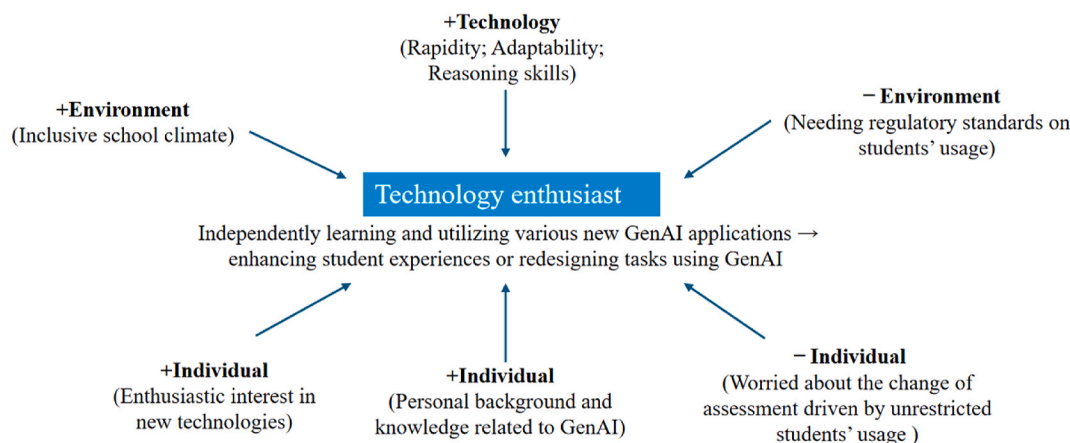 +Technology
(Rapidity; Adaptability;
Reasoning skills)
+Environment
(Inclusive school climate)
– Environment
(Needing regulatory standards on
students’ usage)
Technology enthusiast
Independently learning and utilizing various new GenAI applications →
enhancing student experiences or redesigning tasks using GenAI
+Individual
(Enthusiastic interest in
new technologies)
+Individual
(Personal background and
knowledge related to GenAI)
– Individual
(Worried about the change of
assessment driven by unrestricted
students’ usage )